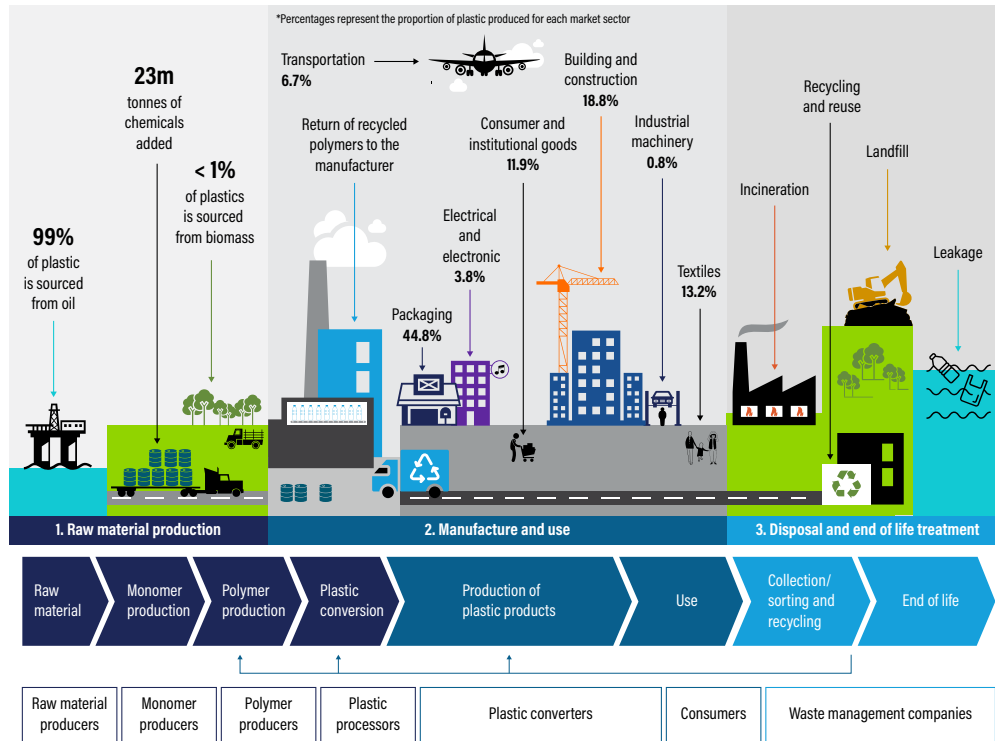 *Percentages represent the proportion of plastic produced for each market sector
23m
tonnes of
chemicals
added
< 1%
of plastics
is sourced
from biomass
99%
of plastic
is sourced
from oil
Transportation
6.7%
Return of recycled
polymers to the
manufacturer
Packaging
44.8%
Electrical
and
electronic
3.8%
Consumer and
institutional goods
11.9%
Building and
construction
18.8%
Industrial
machinery
0.8%
Textiles
13.2%
Incineration
Recycling
and reuse
Landfill
Leakage
1. Raw material production
2. Manufacture and use
3. Disposal and end of life treatment
Raw
material
Monomer
production
Polymer
production
Plastic
conversion
Production of
plastic products
Use
Collection/
sorting and
recycling
End of life
Raw material
producers
Monomer
producers
Polymer
producers
Plastic
processors
Plastic converters
Consumers
Waste management companies